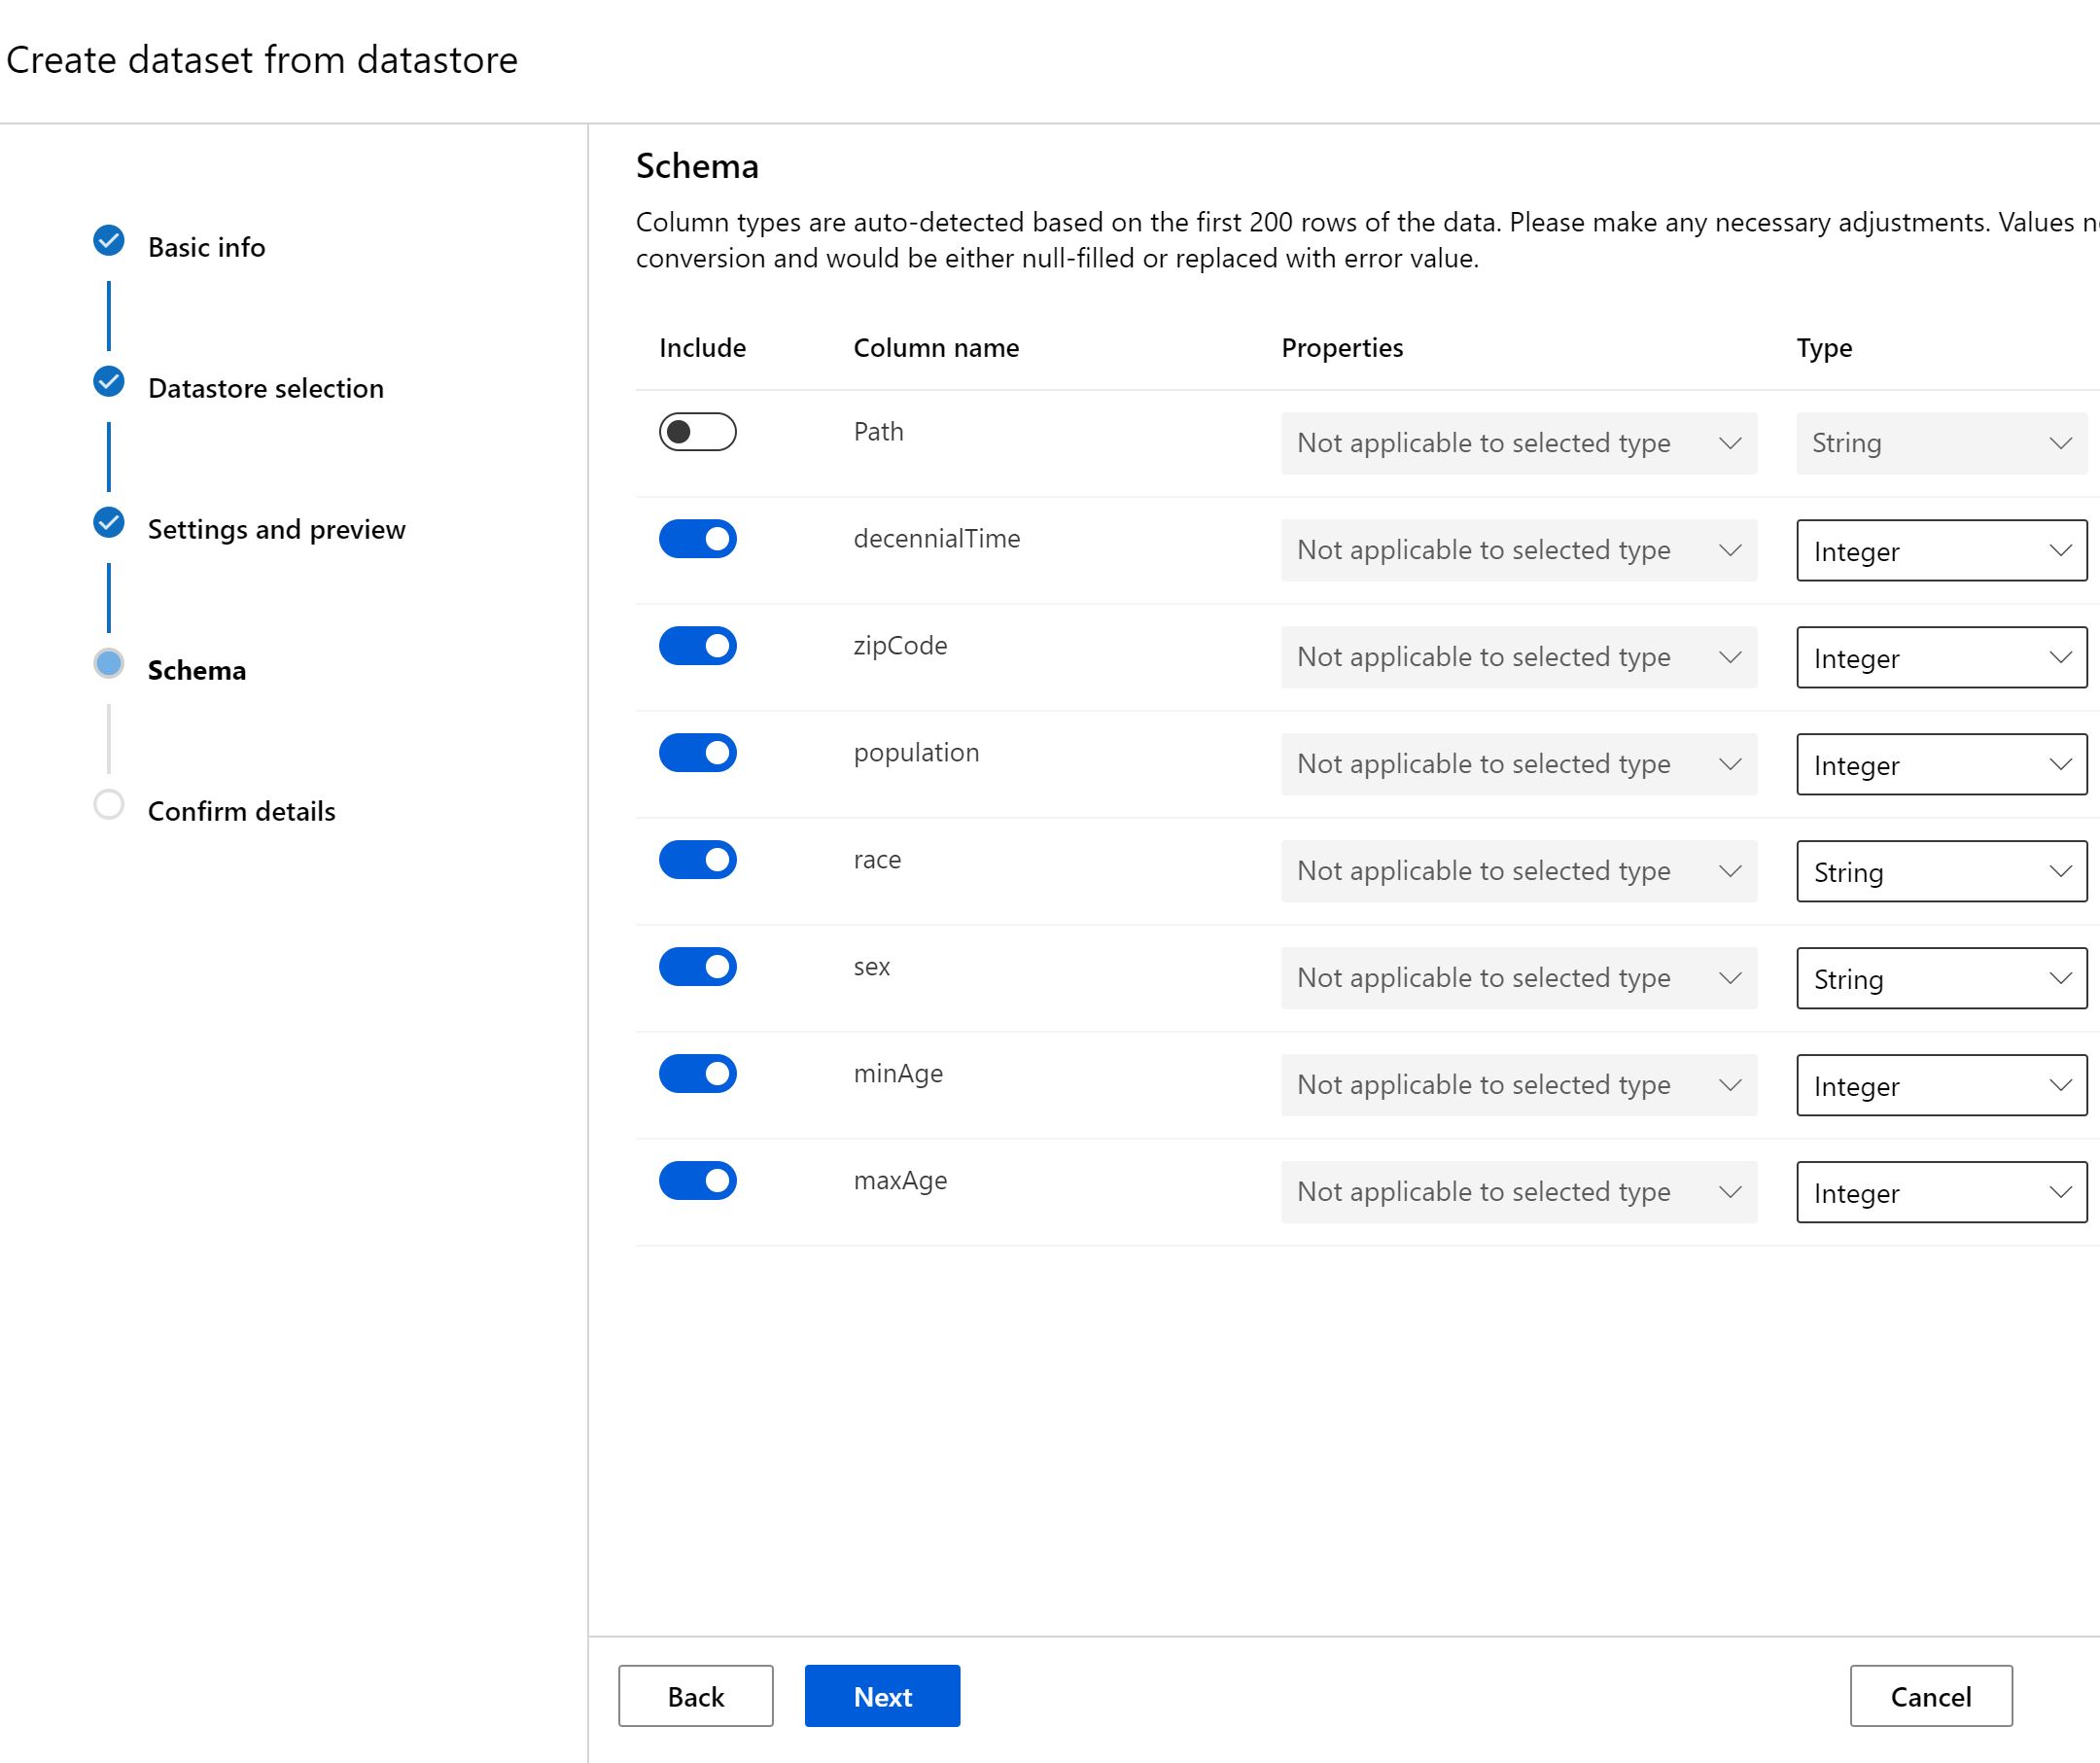 Create dataset from datastore
Basic info
Datastore selection
Settings and preview
Schema
Confirm details
Schema
Column types are auto-detected based on the first 200 rows of the data. Please make any necessary adjustments. Values
conversion and would be either null-filled or replaced with error value.
Include Column name Properties Type
Path Not applicable to selected type String
decennialTime Not applicable to selected type Integer
zipCode Not applicable to selected type Integer
population Not applicable to selected type Integer
race Not applicable to selected type String
sex Not applicable to selected type String
minAge Not applicable to selected type Integer
maxAge Not applicable to selected type Integer
Back Next Cancel